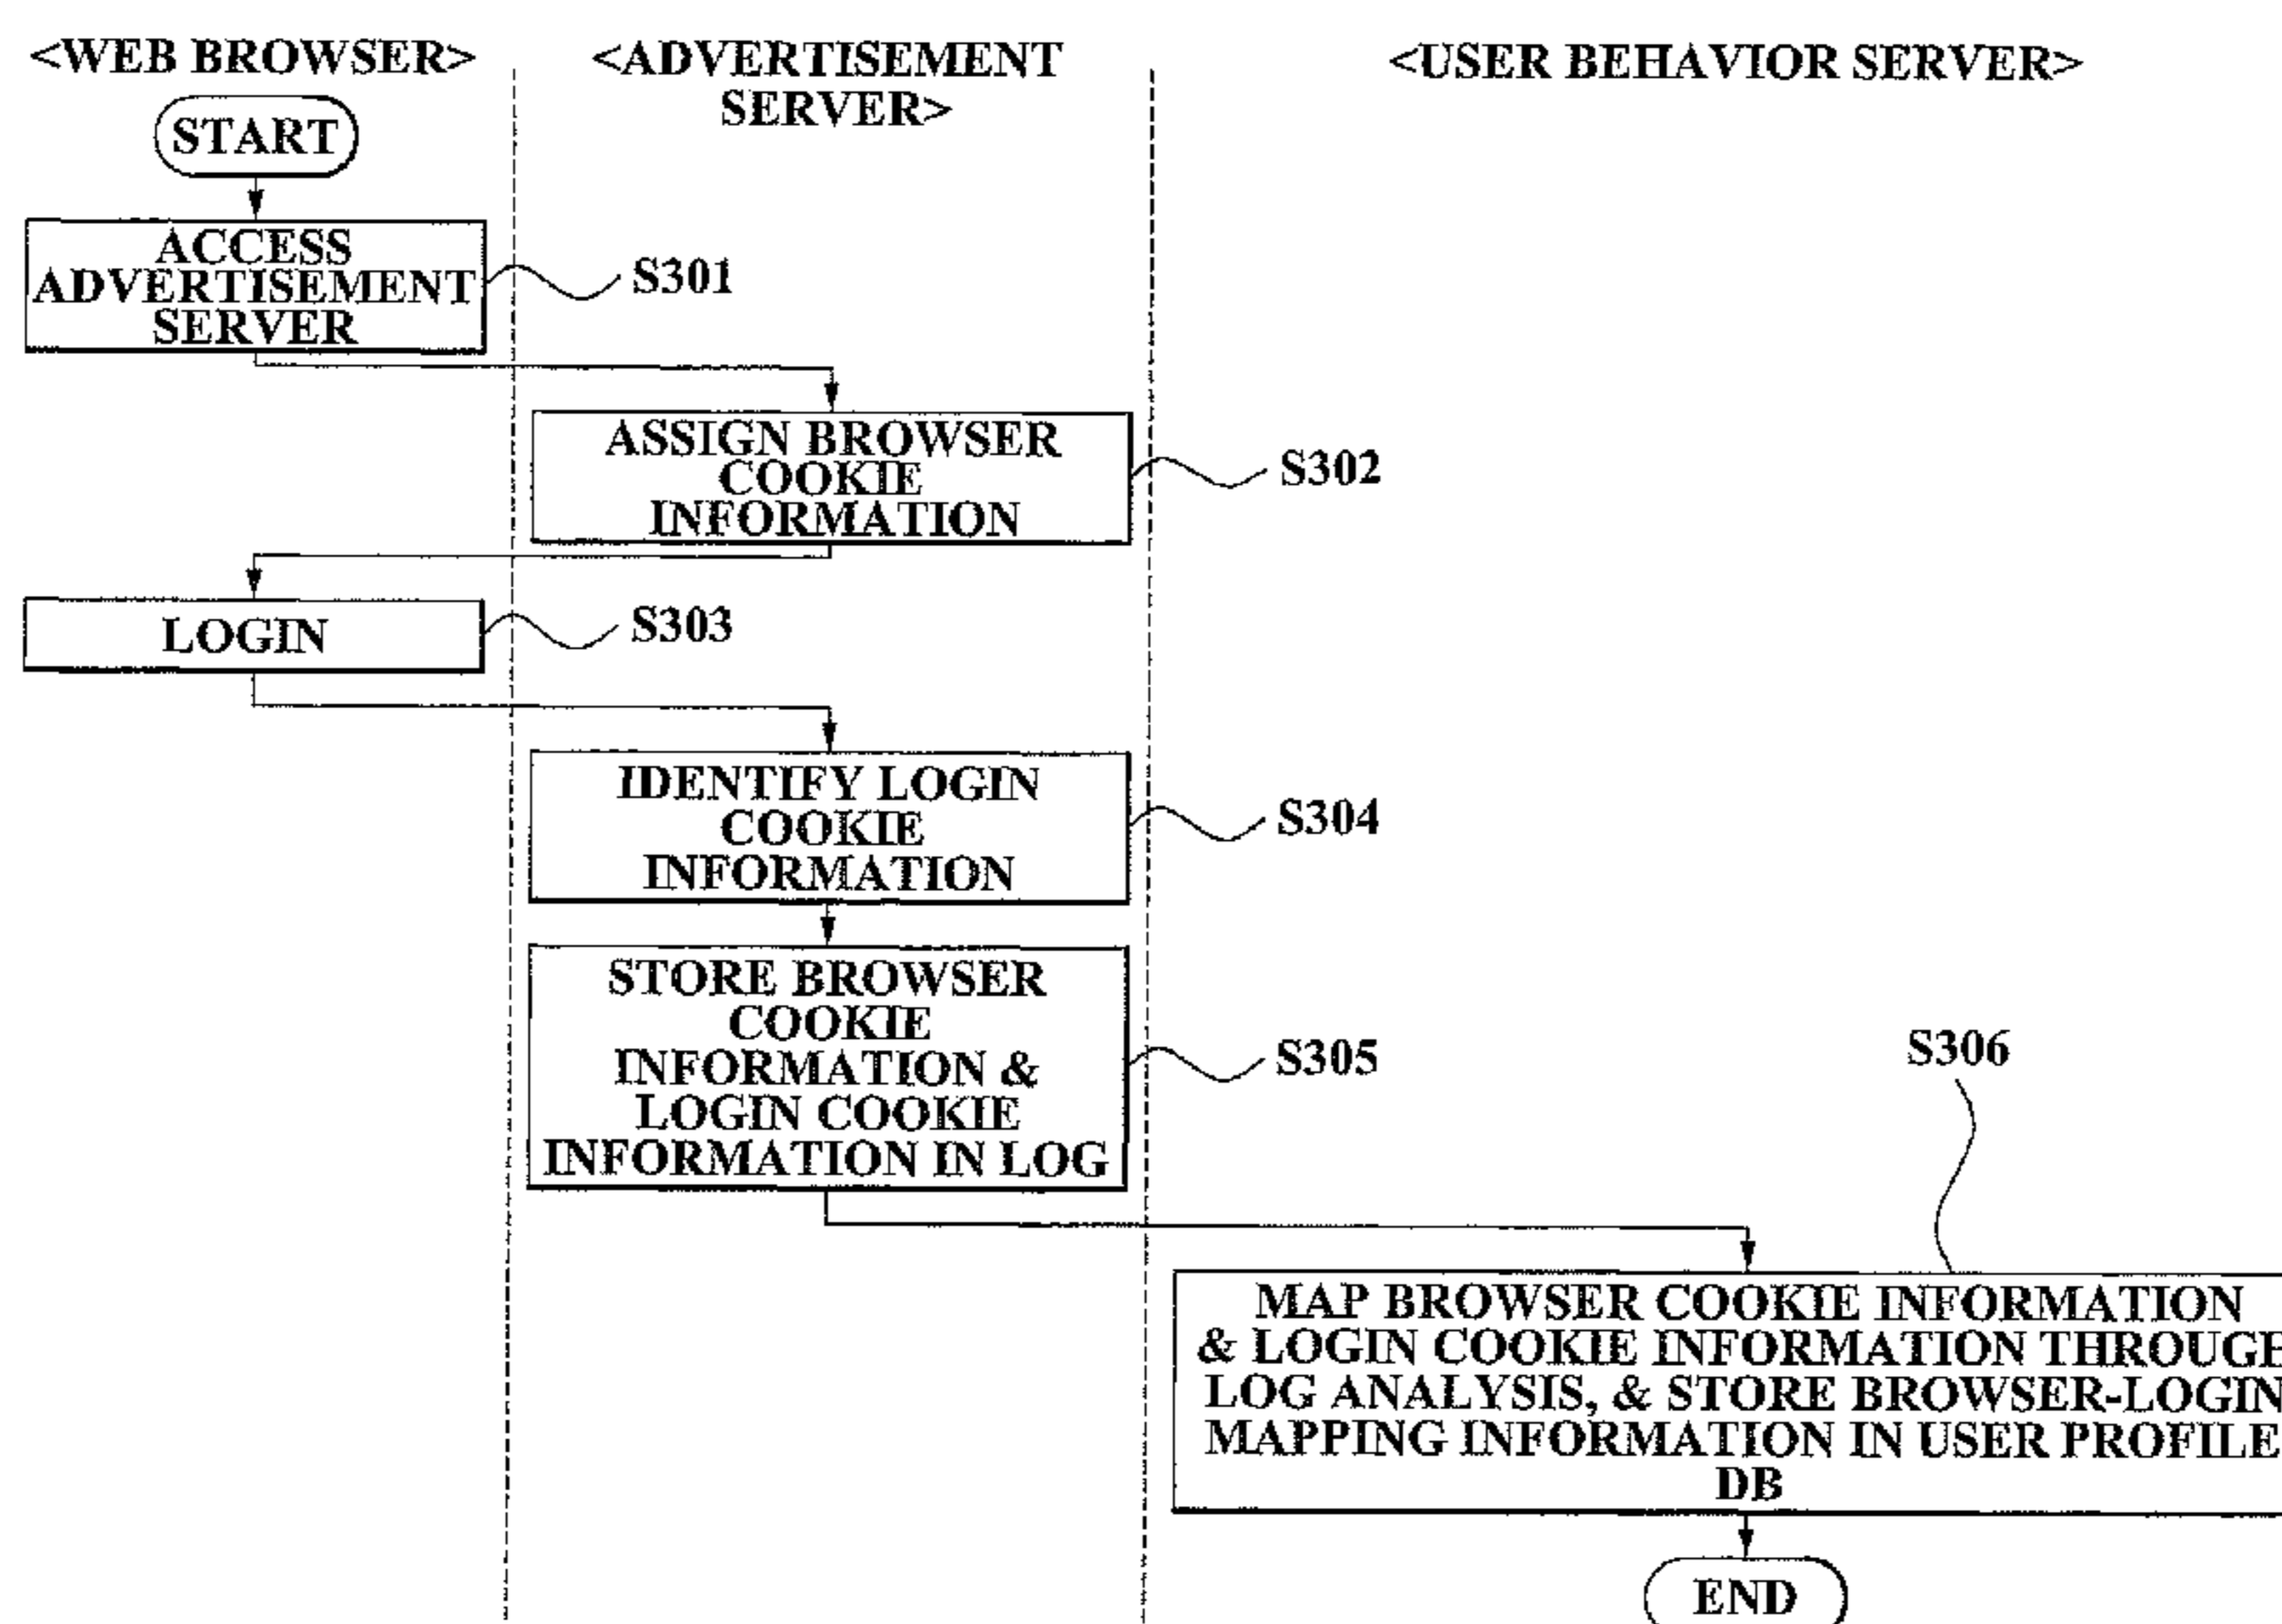 <WEB BROWSER>
<ADVERTISEMENT
SERVER>
<USER BEHAVIOR SERVER>
START
ACCESS
ADVERTISEMENT
SERVER
S301
ASSIGN BROWSER
COOKIE
INFORMATION
S302
LOGIN
S303
IDENTIFY LOGIN
COOKIE
INFORMATION
S304
STORE BROWSER
COOKIE
INFORMATION &
LOGIN COOKIE
INFORMATION IN LOG
S305
S306
MAP BROWSER COOKIE INFORMATION
& LOGIN COOKIE INFORMATION THROUGH
LOG ANALYSIS, & STORE BROWSER-LOGIN
MAPPING INFORMATION IN USER PROFILE
DB
END